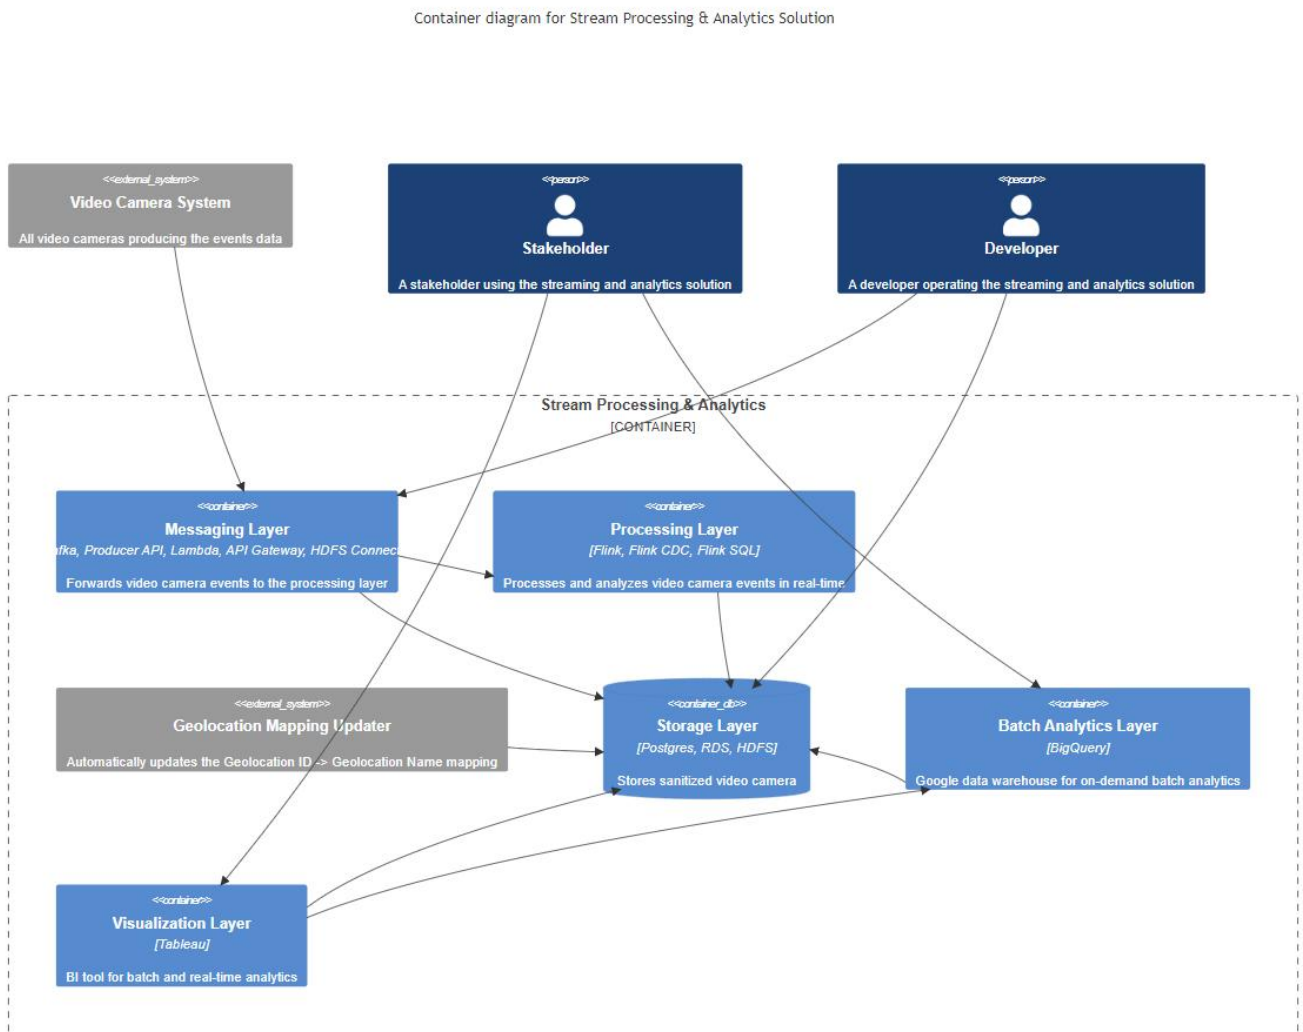 Container diagram for Stream Processing & Analytics Solution
<<external_system>>
Video Camera System
All video cameras producing the events data
<<person>>
Stakeholder
A stakeholder using the streaming and analytics solution
<<person>>
Developer
A developer operating the streaming and analytics solution
Stream Processing & Analytics
[CONTAINER]
<<container>>
Messaging Layer
afka, Producer API, Lambda, API Gateway, HDFS Connec
Forwards video camera events to the processing layer
<<container>>
Processing Layer
[Flink, Flink CDC, Flink SQL]
Processes and analyzes video camera events in real-time
<<external_system>>
Geolocation Mapping Updater
Automatically updates the Geolocation ID -> Geolocation Name mapping
<<container_db>>
Storage Layer
[Postgres, RDS, HDFS]
Stores sanitized video camera
<<container>>
Batch Analytics Layer
[BigQuery]
Google data warehouse for on-demand batch analytics
<<container>>
Visualization Layer
[Tableau]
BI tool for batch and real-time analytics